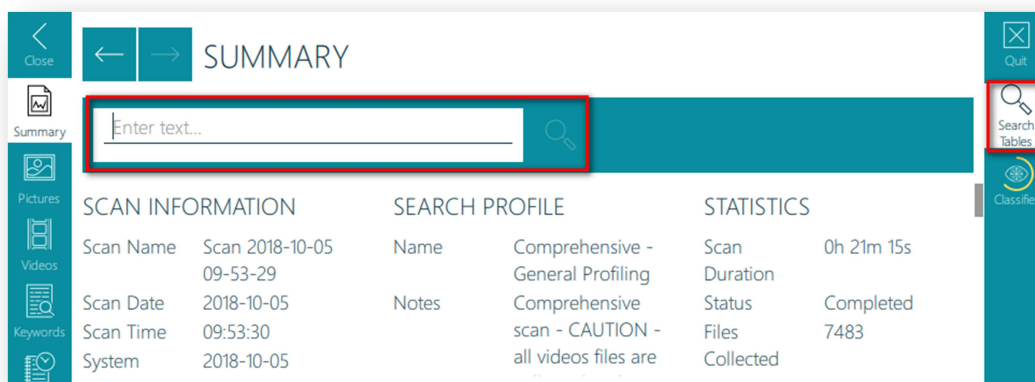 Close
SUMMARY
Quit
Summary
Enter text...
Search
Tables
Pictures
SCAN INFORMATION
SEARCH PROFILE
STATISTICS
Classifie
Scan Name Scan 2018-10-05
09-53-29
Name Comprehensive -
General Profiling
Scan
Duration
0h 21m 15s
Videos
Scan Date 2018-10-05
Notes Comprehensive
scan - CAUTION -
all videos files are
Status Completed
Scan Time 09:53:30
Files
Collected
7483
Keywords
System 2018-10-05